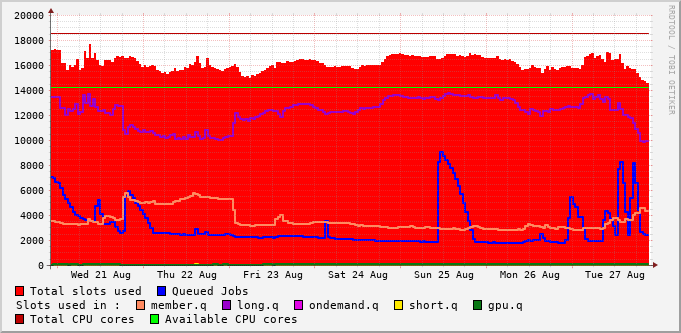 20000
18000
16000
14000
12000
10000
8000
6000
4000
2000
0
Wed 21 Aug Thu 22 Aug Fri 23 Aug Sat 24 Aug Sun 25 Aug Mon 26 Aug Tue 27 Aug
RRDTOOL / TOBI OETIKER
Total slots used Queued Jobs
Slots used in : member.q long.q ondemand.q short.q gpu.q
Total CPU cores Available CPU cores